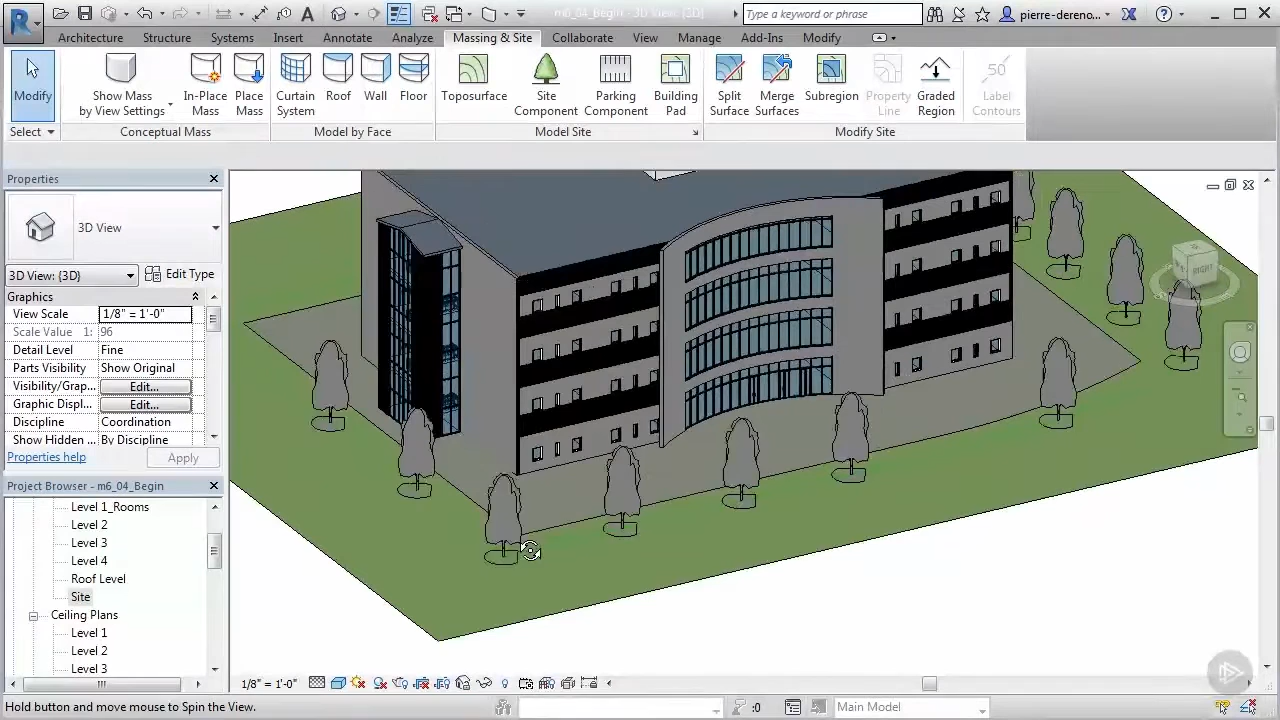 m6_04_Begin - 3D View: {3D}
Type a keyword or phrase
pierre-dereno...
Architecture Structure Systems Insert Annotate Analyze Massing & Site Collaborate View Manage Add-Ins Modify
Modify
Show Mass
by View Settings
In-Place
Mass
Place
Mass
Curtain
System
Roof
Wall
Floor
Toposurface
Site
Component
Parking
Component
Building
Pad
Split
Surface
Merge
Surfaces
Subregion
Property
Line
Graded
Region
50
Label
Contours
Select
Conceptual Mass
Model by Face
Model Site
Modify Site
Properties
3D View
3D View: {3D}
Edit Type
Graphics
View Scale 1/8" = 1'-0"
Scale Value 1: 96
Detail Level Fine
Parts Visibility Show Original
Visibility/Grap... Edit...
Graphic Displ... Edit...
Discipline Coordination
Show Hidden ... By Discipline
Properties help
Apply
Project Browser - m6_04_Begin
Level 1_Rooms
Level 2
Level 3
Level 4
Roof Level
Site
Ceiling Plans
Level 1
Level 2
Level 3
RIGHT
1/8" = 1'-0"
Hold button and move mouse to Spin the View.
:0
Main Model